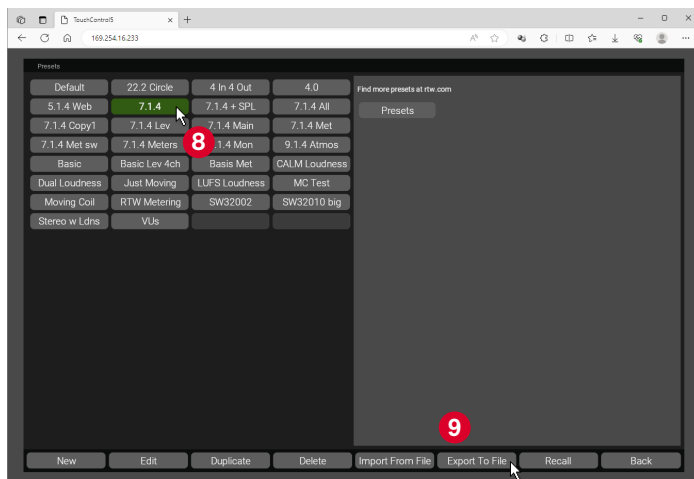 TouchControl5
169.254.16.233
Presets
Default 22.2 Circle 4 In 4 Out 4.0
5.1.4 Web 7.1.4 7.1.4 + SPL 7.1.4 All
7.1.4 Copy1 7.1.4 Lev 7.1.4 Main 7.1.4 Met
7.1.4 Met sw 7.1.4 Meters .1.4 Mon 9.1.4 Atmos
8
Basic Basic Lev 4ch Basis Met CALM Loudness
Dual Loudness Just Moving LUFS Loudness MC Test
Moving Coil RTW Metering SW32002 SW32010 big
Stereo w Ldns VUs
Find more presets at rtw.com
Presets
9
New Edit Duplicate Delete Import From File Export To File Recall Back